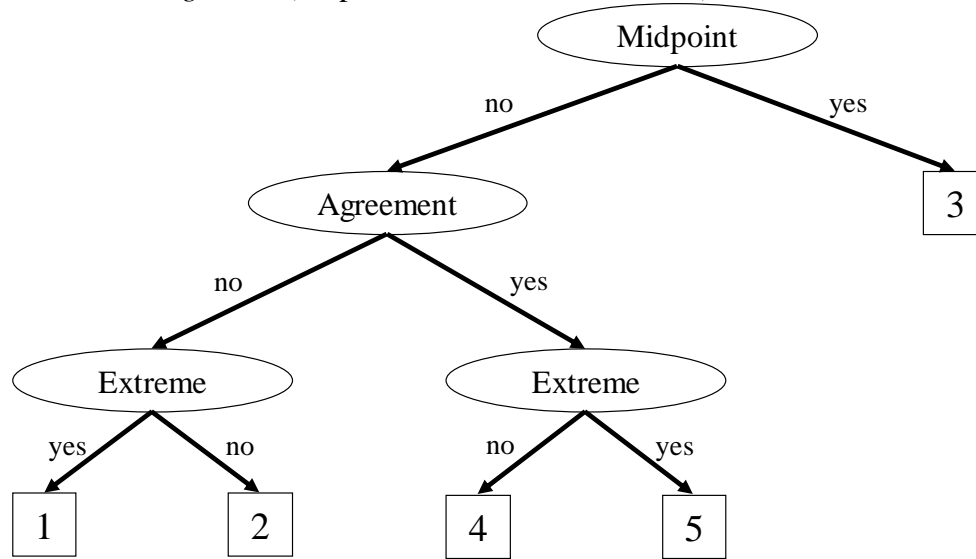 Midpoint
no
yes
Agreement
3
no
yes
Extreme
Extreme
yes
no
no
yes
1
2
4
5